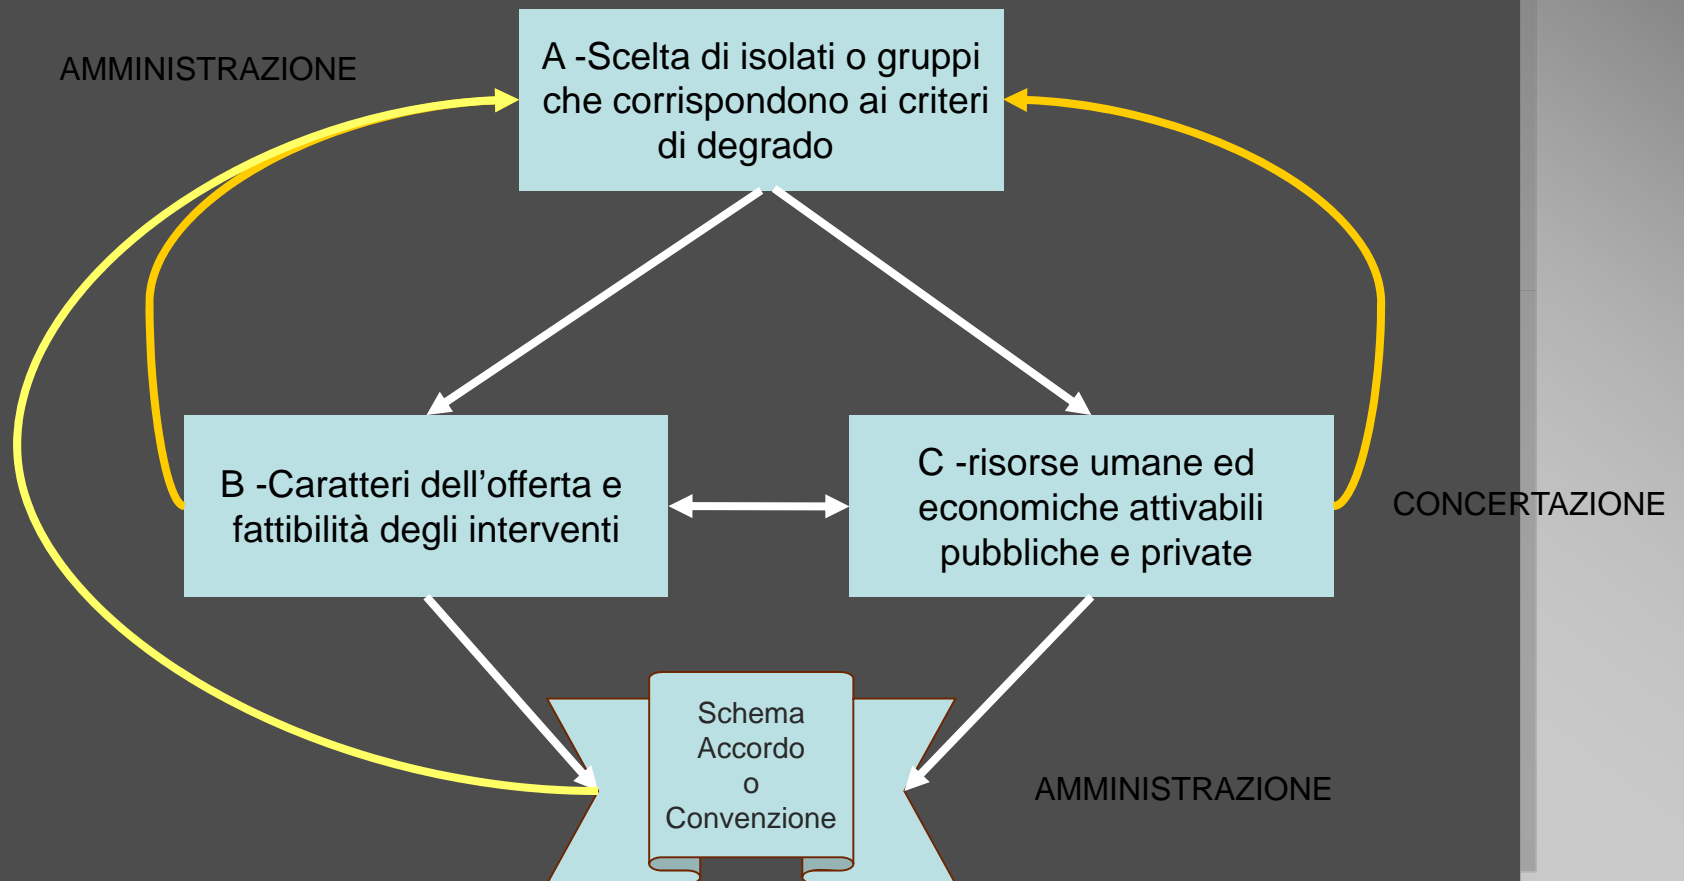 AMMINISTRAZIONE
A -Scelta di isolati o gruppi
che corrispondono ai criteri
di degrado
B -Caratteri dell’offerta e
fattibilità degli interventi
C -risorse umane ed
economiche attivabili
pubbliche e private
CONCERTAZIONE
Schema
Accordo
o
Convenzione
AMMINISTRAZIONE